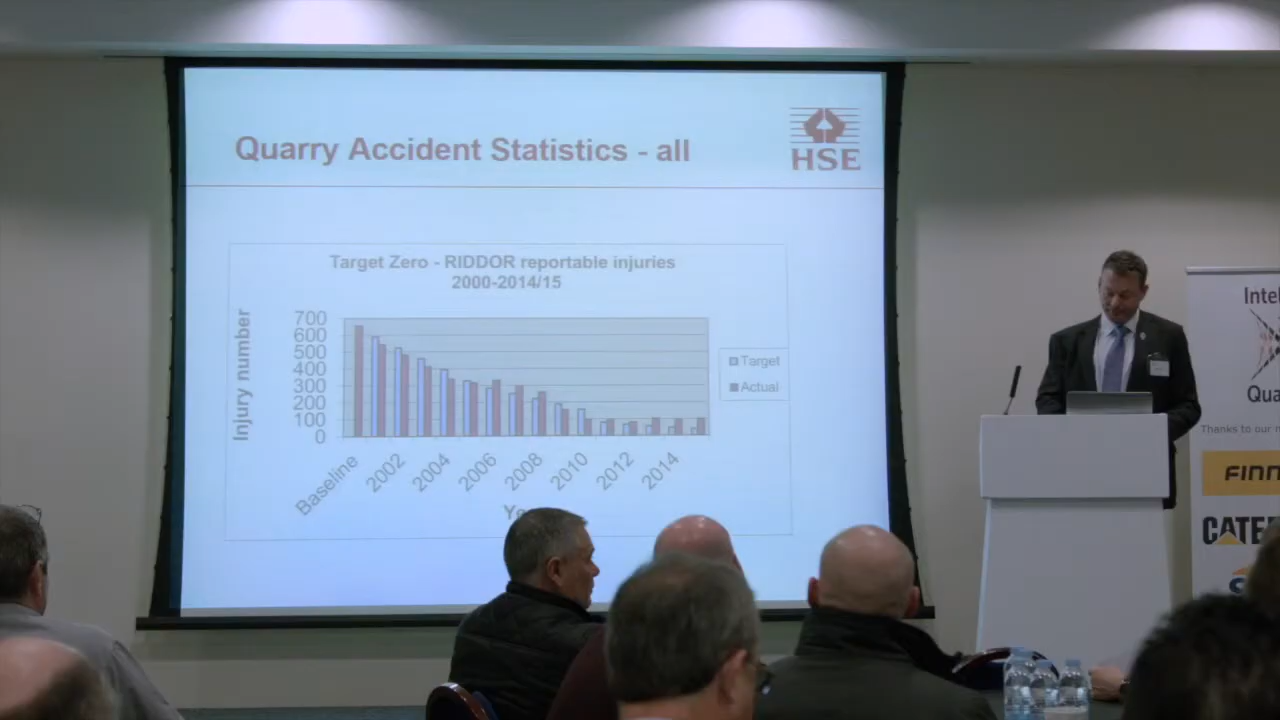 Quarry Accident Statistics - all
HSE
Target Zero - RIDDOR reportable injuries
2000-2014/15
Injury number
700
600
500
400
300
200
100
0
Baseline
2002
2004
2006
2008
2010
2012
2014
Target
Actual
Inte
Qua
Thanks to our
FINN
CATE